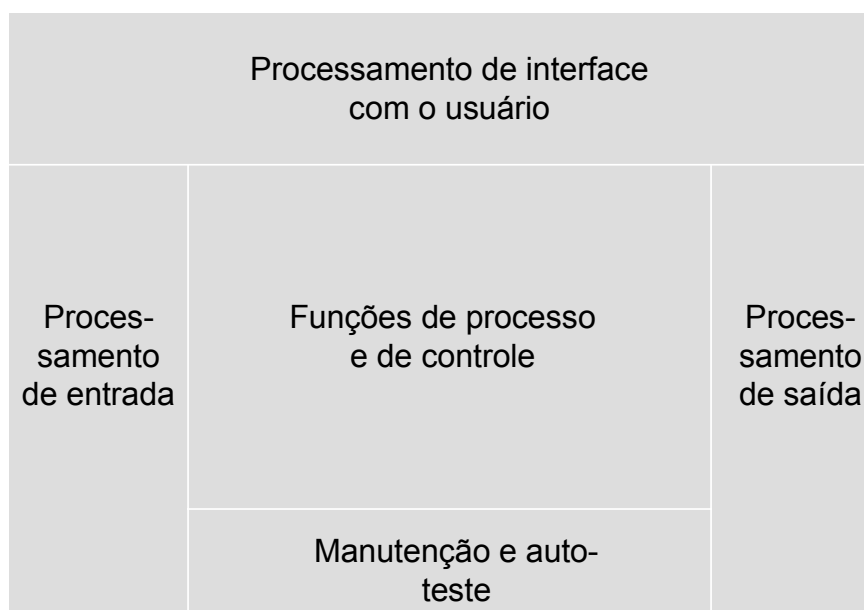 Processamento de interface
com o usuário
Proces-
samento
de entrada
Funções de processo
e de controle
Proces-
samento
de saída
Manutenção e auto-
teste